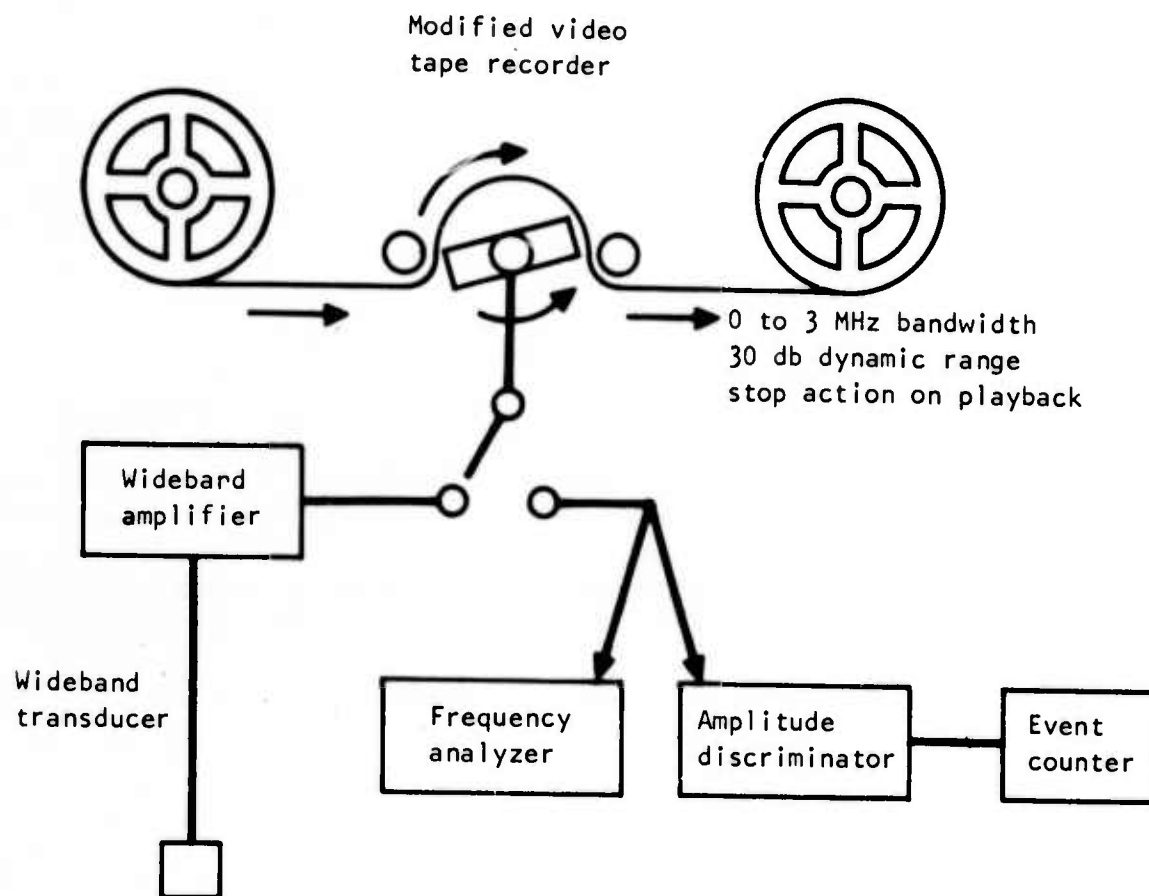 Modified video
tape recorder
0 to 3 MHz bandwidth
30 db dynamic range
stop action on playback
Widebard
amplifier
Wideband
transducer
Frequency
analyzer
Amplitude
discriminator
Event
counter